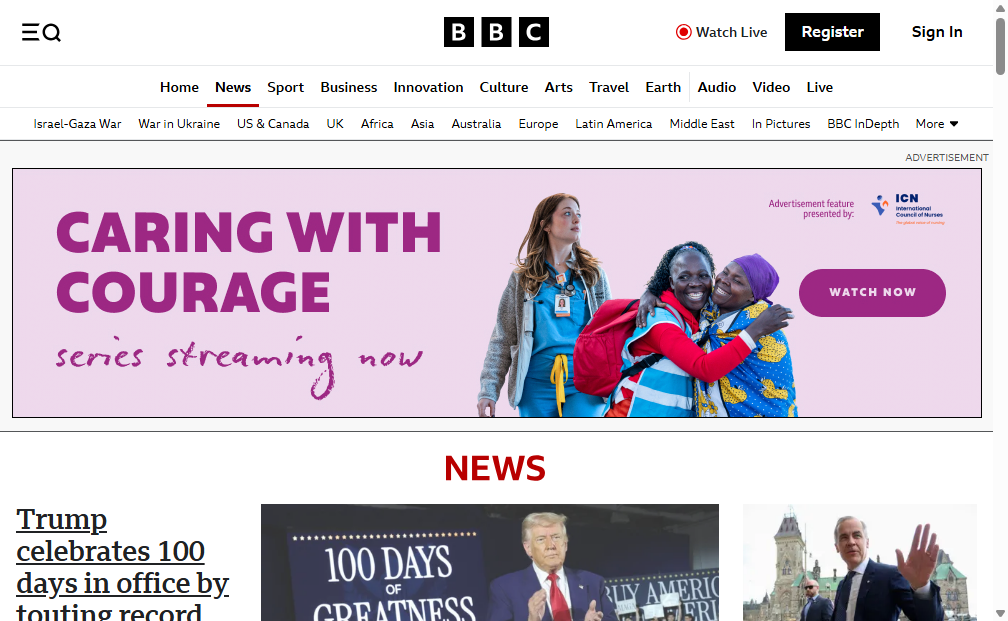 BBC
Watch Live
Register
Sign In
Home News Sport Business Innovation Culture Arts Travel Earth Audio Video Live
Israel-Gaza War War in Ukraine US & Canada UK Africa Asia Australia Europe Latin America Middle East In Pictures BBC InDepth More
ADVERTISEMENT
CARING WITH
COURAGE
series streaming now
Advertisement feature
presented by:
ICN
International
Council of Nurses
The global voice of nursing
WATCH NOW
NEWS
Trump
celebrates 100
days in office by
touting record
100 DAYS
OF
GREATNESS
BUY AMERIC